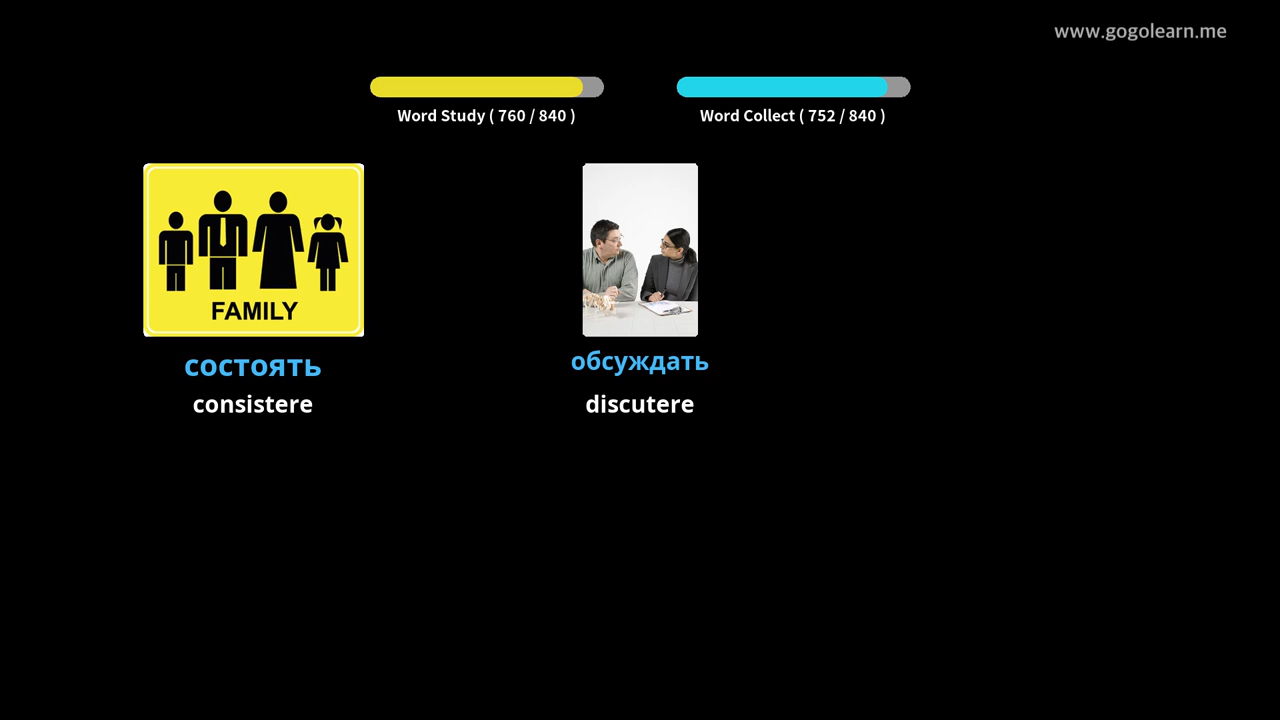 www.gogolearn.me
Word Study ( 760 / 840 )
Word Collect ( 752 / 840 )
FAMILY
состоять
consistere
обсуждать
discutere